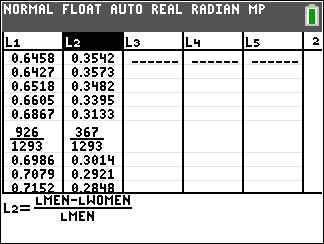 NORMAL FLOAT AUTO REAL RADIAN MP
L1 L2 L3 L4 L5 2
0.6458 0.3542 ------ ------ ------
0.6427 0.3573
0.6518 0.3482
0.6605 0.3395
0.6867 0.3133
926/1293 367/1293
0.6986 0.3014
0.7079 0.2921
0.7152 0.2848
L2= LMEN-LWOMEN
LMEN